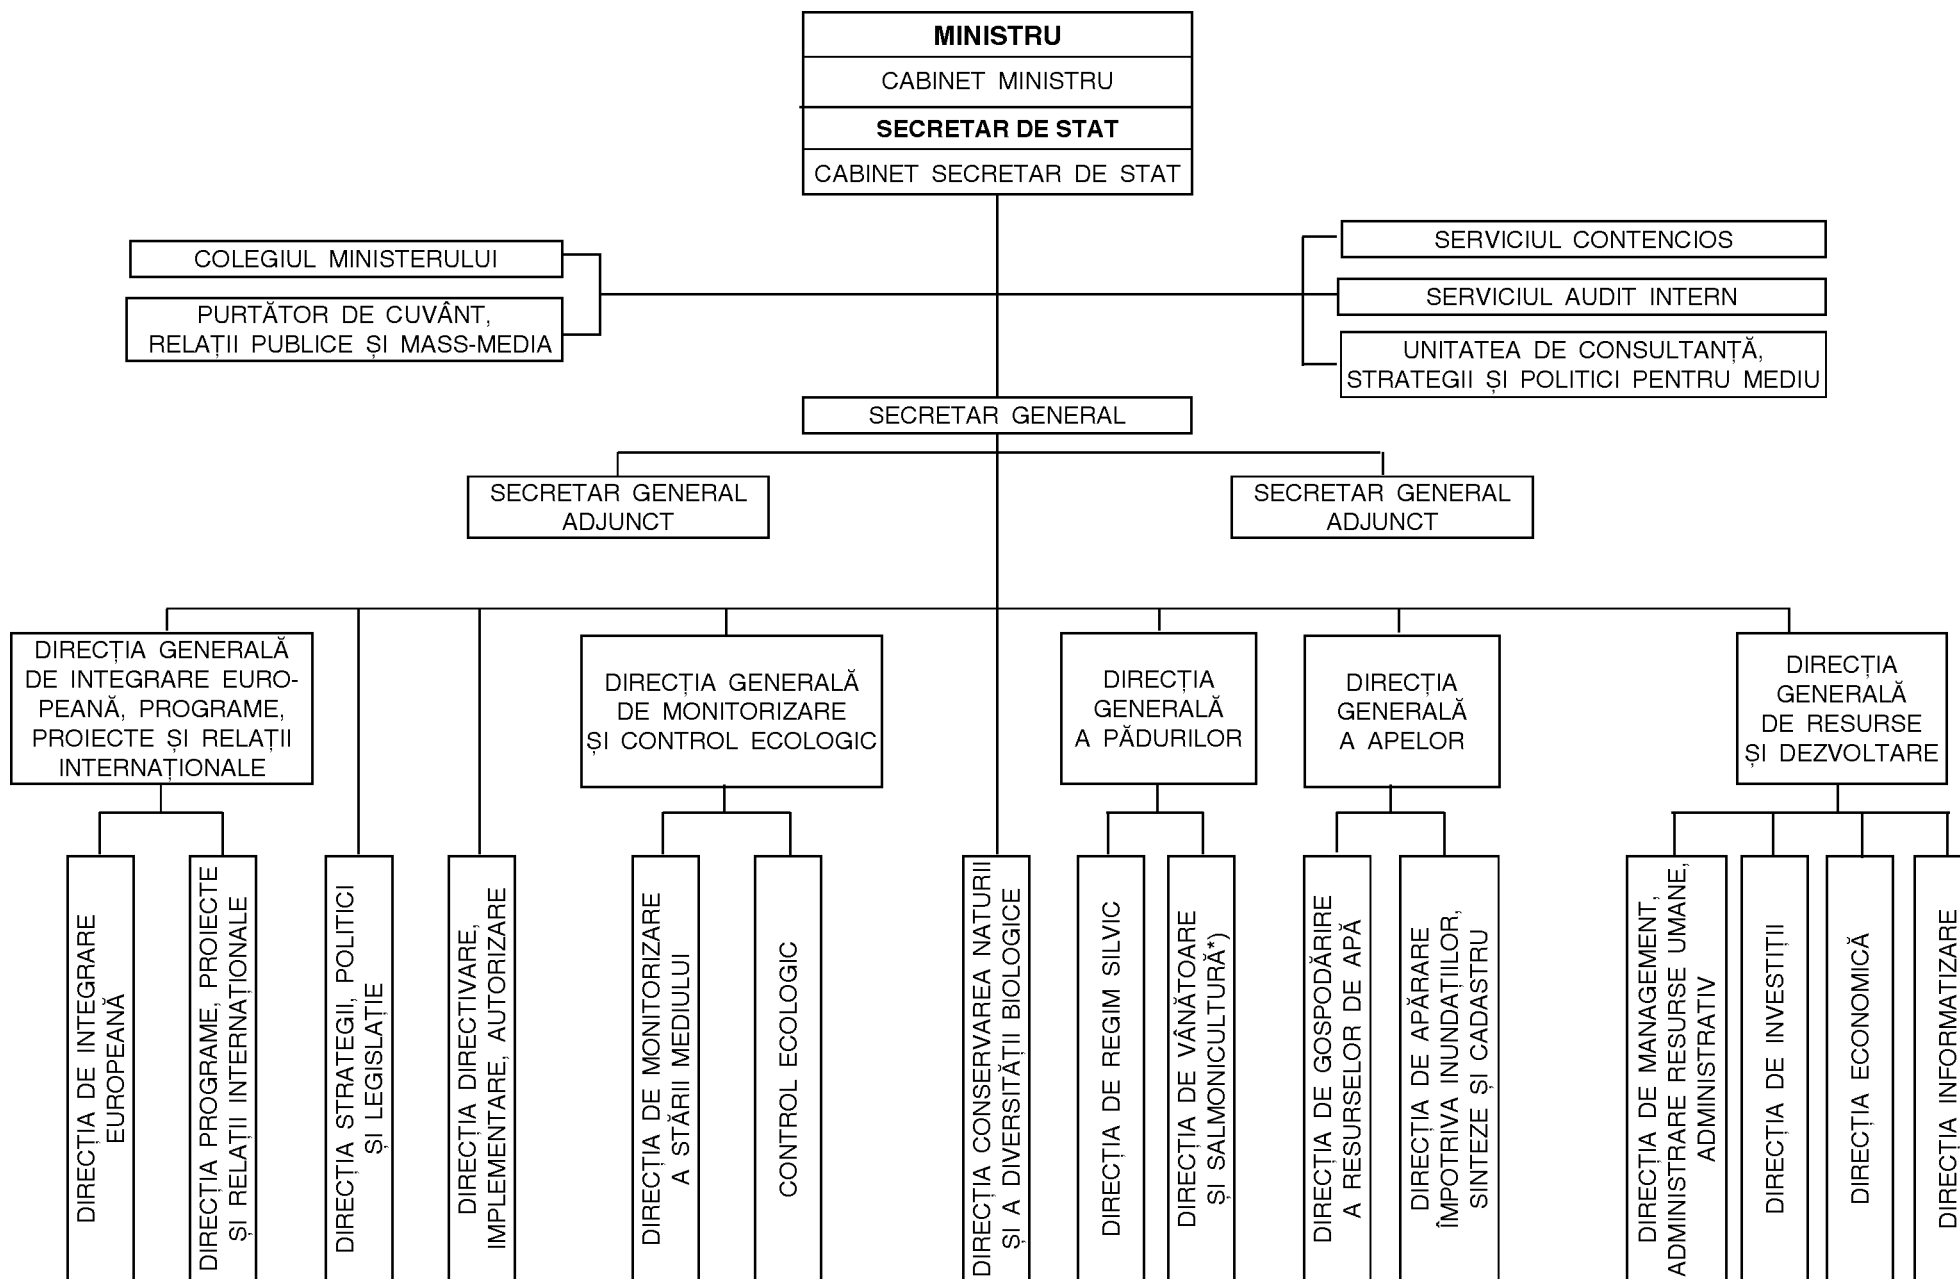 MINISTRU
CABINET MINISTRU
SECRETAR DE STAT
CABINET SECRETAR DE STAT
COLEGIUL MINISTERULUI
PURTĂTOR DE CUVÂNT,
RELAȚII PUBLICE ȘI MASS-MEDIA
SERVICIUL CONTENCIOS
SERVICIUL AUDIT INTERN
UNITATEA DE CONSULTANȚĂ,
STRATEGII ȘI POLITICI PENTRU MEDIU
SECRETAR GENERAL
SECRETAR GENERAL
ADJUNCT
SECRETAR GENERAL
ADJUNCT
DIRECȚIA GENERALĂ
DE INTEGRARE EURO-
PEANĂ, PROGRAME,
PROIECTE ȘI RELAȚII
INTERNAȚIONALE
DIRECȚIA GENERALĂ
DE MONITORIZARE
ȘI CONTROL ECOLOGIC
DIRECȚIA
GENERALĂ
A PĂDURILOR
DIRECȚIA
GENERALĂ
A APELOR
DIRECȚIA
GENERALĂ
DE RESURSE
ȘI DEZVOLTARE
DIRECȚIA DE INTEGRARE
EUROPEANĂ
DIRECȚIA PROGRAME, PROIECTE
ȘI RELAȚII INTERNAȚIONALE
DIRECȚIA STRATEGII, POLITICI
ȘI LEGISLAȚIE
DIRECȚIA DIRECTIVARE,
IMPLEMENTARE, AUTORIZARE
DIRECȚIA DE MONITORIZARE
A STĂRII MEDIULUI
CONTROL ECOLOGIC
DIRECȚIA CONSERVAREA NATURII
ȘI A DIVERSITĂȚII BIOLOGICE
DIRECȚIA DE REGIM SILVIC
DIRECȚIA DE VÂNĂTOARE
ȘI SALMONICULTURĂ*)
DIRECȚIA DE GOSPODĂRIRE
A RESURSELOR DE APĂ
DIRECȚIA DE APĂRARE
ÎMPOTRIVA INUNDAȚIILOR,
SINTEZE ȘI CADASTRU
DIRECȚIA DE MANAGEMENT,
ADMINISTRARE RESURSE UMANE,
ADMINISTRATIV
DIRECȚIA DE INVESTIȚII
DIRECȚIA ECONOMICĂ
DIRECȚIA INFORMATIZARE